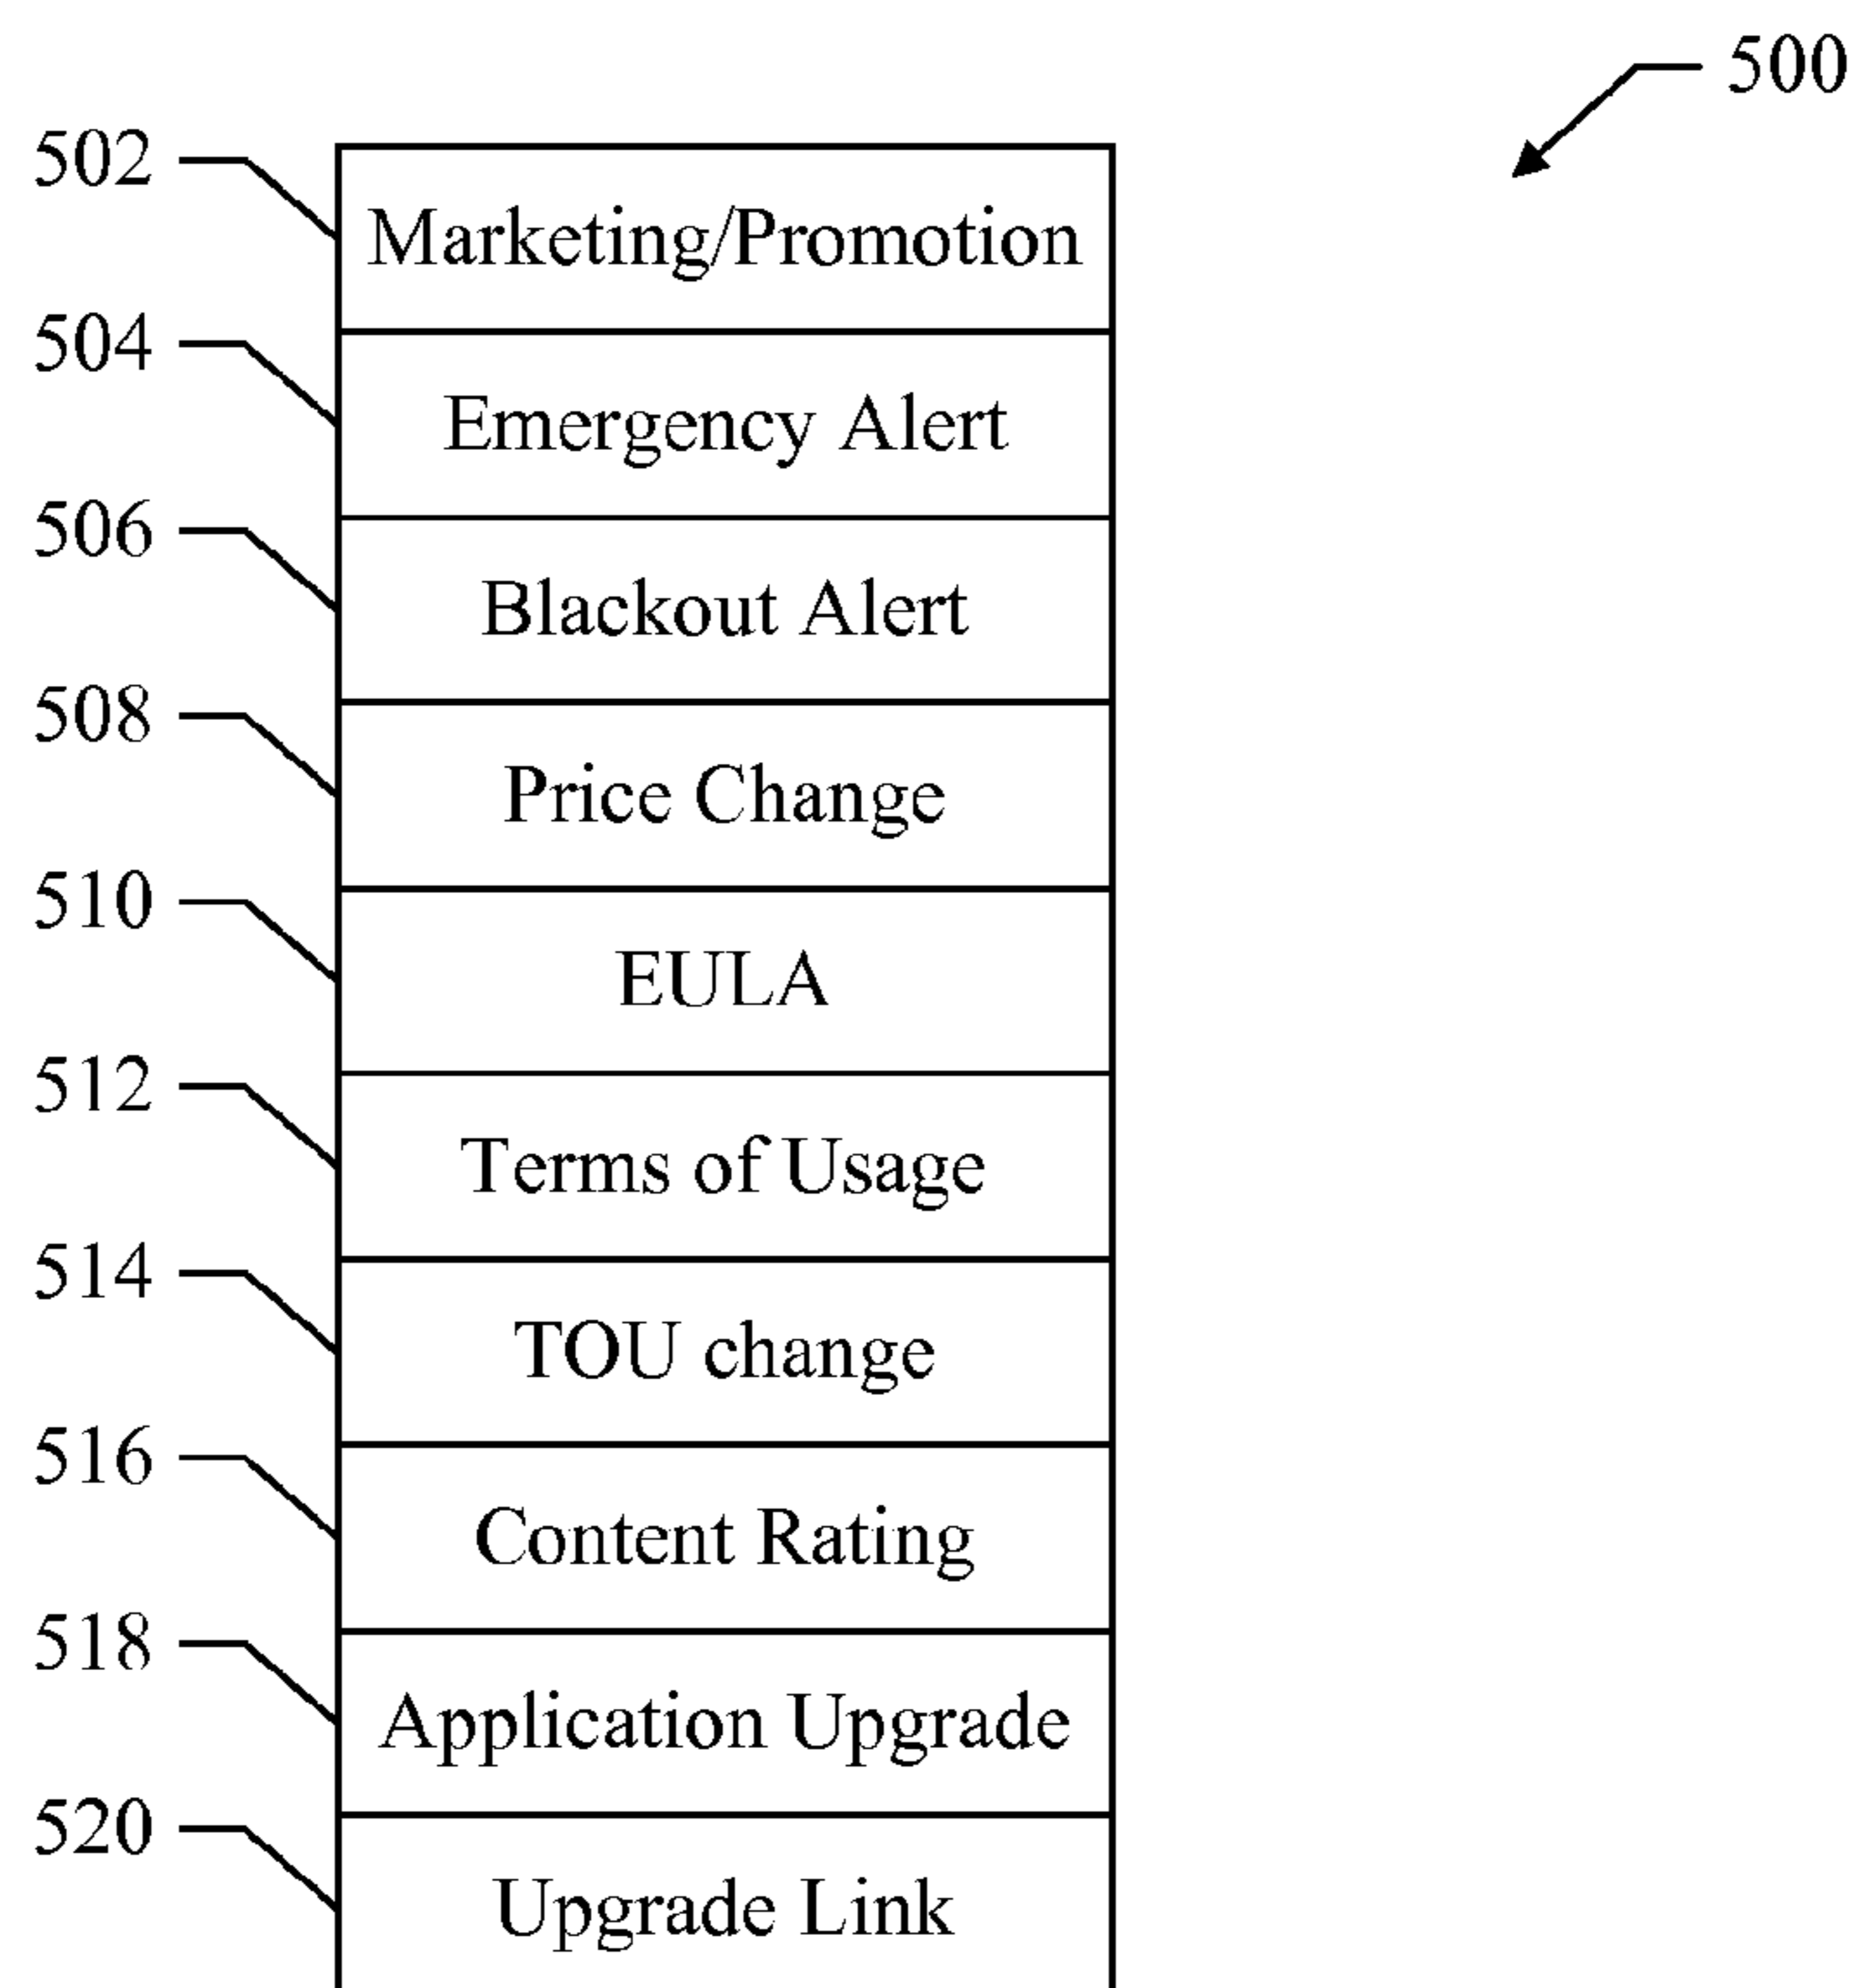 500
502
Marketing/Promotion
504
Emergency Alert
506
Blackout Alert
508
Price Change
510
EULA
512
Terms of Usage
514
TOU change
516
Content Rating
518
Application Upgrade
520
Upgrade Link